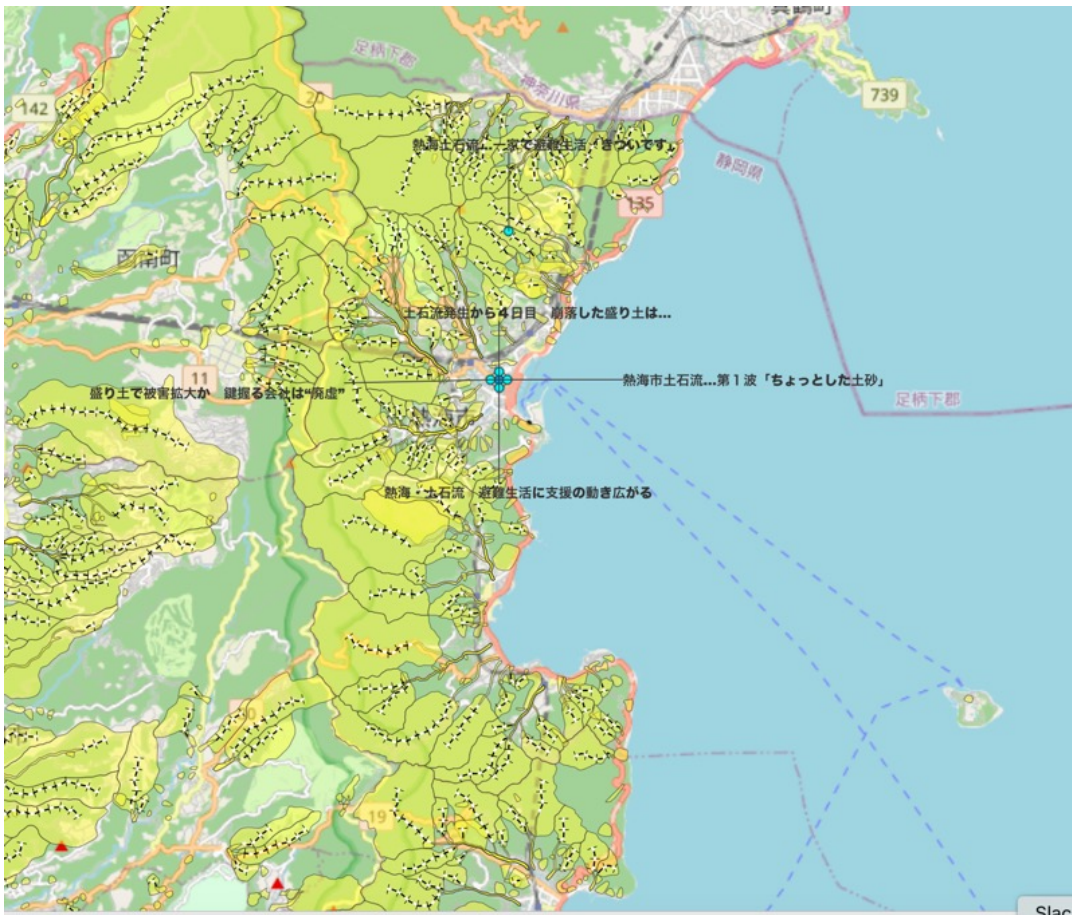 真鶴町
足柄下郡
142
20
神奈川県
739
熱海土石流...一家で避難生活「きついです」
静岡県
135
函南町
土石流発生から４日目 崩落した盛り土は...
11
盛り土で被害拡大か 鍵握る会社は“廃虚”
熱海市土石流...第１波「ちょっとした土砂」
足柄下郡
熱海・土石流 避難生活に支援の動き広がる
19
Slac